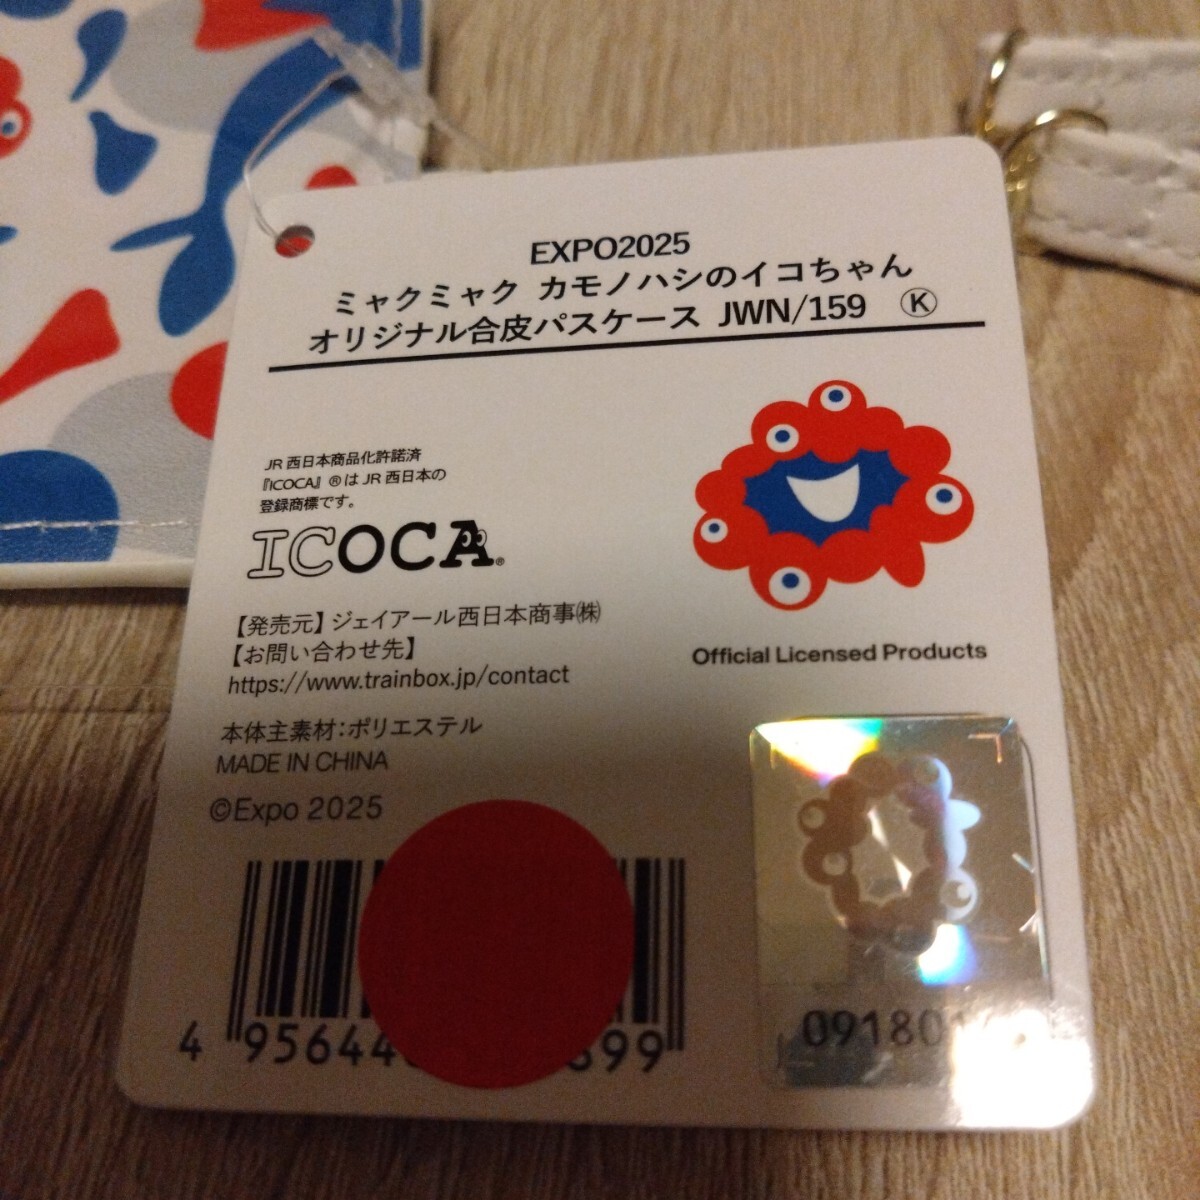 EXPO2025
ミャクミャク カモノハシのイコちゃん
オリジナル合皮パスケース JWN/159 Ⓚ
JR 西日本商品化許諾済
『ICOCA』®は JR 西日本の
登録商標です。
ICOCA®
【発売元】ジェイアール西日本商事㈱
【お問い合わせ先】
https://www.trainbox.jp/contact
本体主素材：ポリエステル
MADE IN CHINA
©Expo 2025
Official Licensed Products